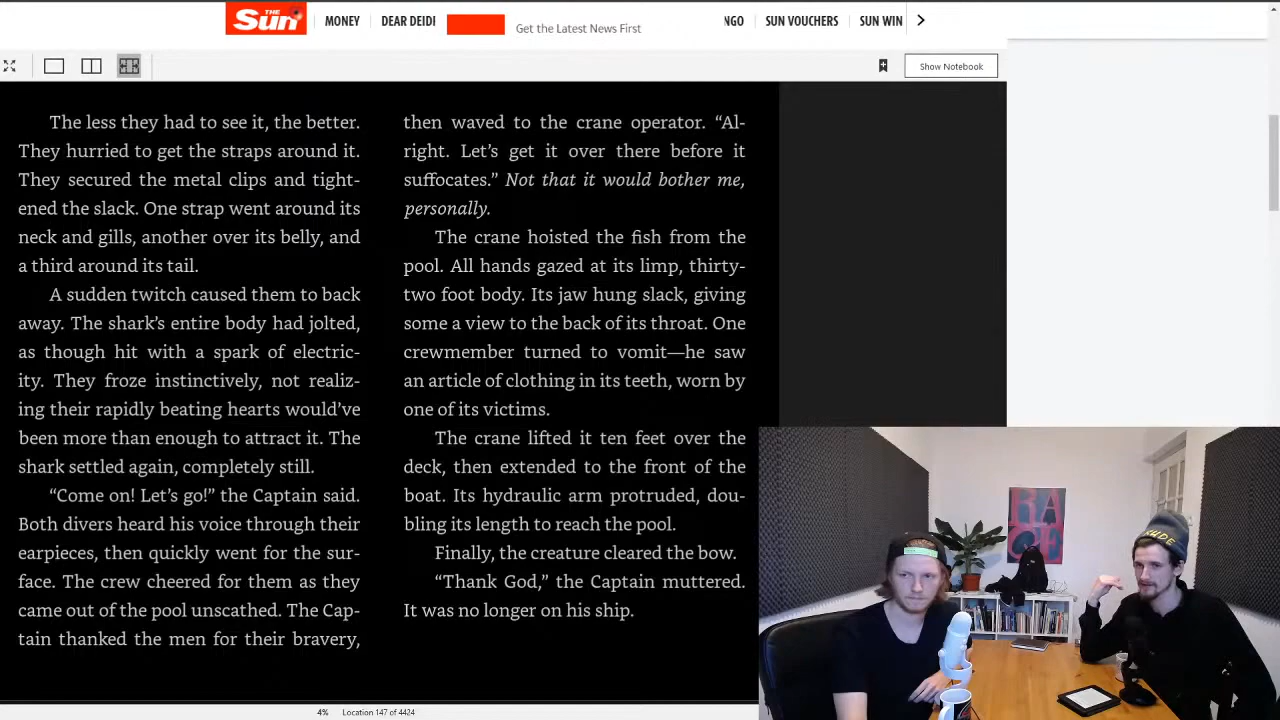 THE
Sun
MONEY
DEAR DEIDI
Get the Latest News First
NGO
SUN VOUCHERS
SUN WIN
Show Notebook
The less they had to see it, the better.
They hurried to get the straps around it.
They secured the metal clips and tight-
ened the slack. One strap went around its
neck and gills, another over its belly, and
a third around its tail.
A sudden twitch caused them to back
away. The shark’s entire body had jolted,
as though hit with a spark of electric-
ity. They froze instinctively, not realiz-
ing their rapidly beating hearts would’ve
been more than enough to attract it. The
shark settled again, completely still.
“Come on! Let’s go!” the Captain said.
Both divers heard his voice through their
earpieces, then quickly went for the sur-
face. The crew cheered for them as they
came out of the pool unscathed. The Cap-
tain thanked the men for their bravery,
then waved to the crane operator. “Al-
right. Let’s get it over there before it
suffocates.” Not that it would bother me,
personally.
The crane hoisted the fish from the
pool. All hands gazed at its limp, thirty-
two foot body. Its jaw hung slack, giving
some a view to the back of its throat. One
crewmember turned to vomit—he saw
an article of clothing in its teeth, worn by
one of its victims.
The crane lifted it ten feet over the
deck, then extended to the front of the
boat. Its hydraulic arm protruded, dou-
bling its length to reach the pool.
Finally, the creature cleared the bow.
“Thank God,” the Captain muttered.
It was no longer on his ship.
RA
GE
4%
Location 147 of 4424